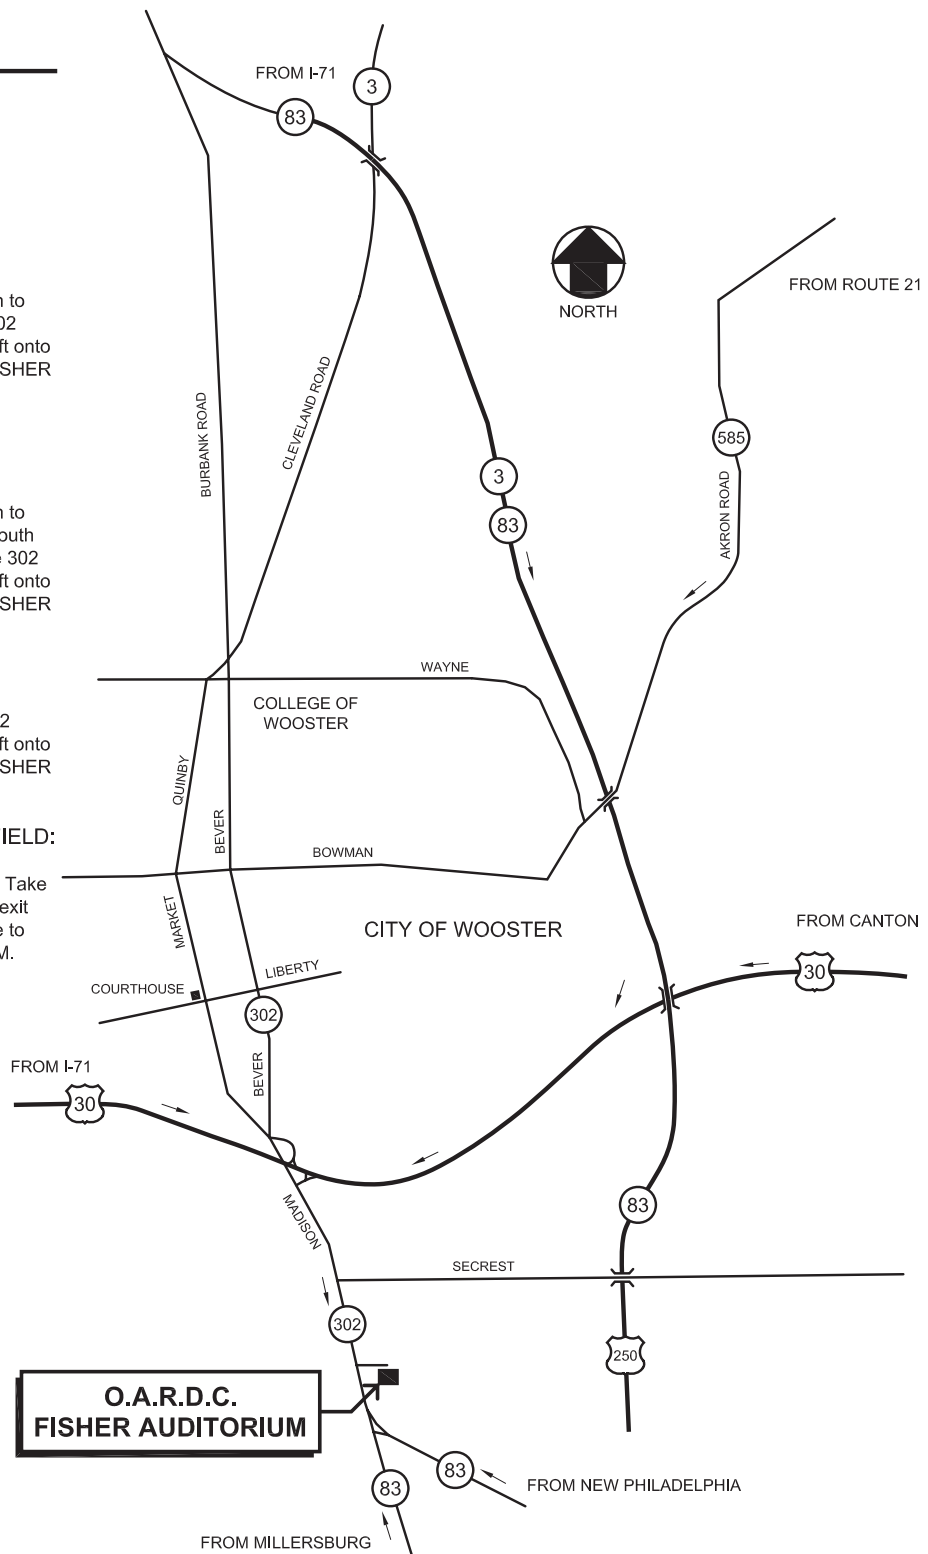 FROM I-71
3
83
FROM ROUTE 21
NORTH
n to
02
ft onto
SHER
CLEVELAND ROAD
BURBANK ROAD
585
3
83
AKRON ROAD
n to
outh
e 302
ft onto
SHER
WAYNE
COLLEGE OF
WOOSTER
2
ft onto
SHER
QUINBY
BEVER
IELD:
BOWMAN
Take
exit
e to
M.
MARKET
CITY OF WOOSTER
FROM CANTON
30
LIBERTY
COURTHOUSE
302
BEVER
FROM I-71
30
MADISON
83
SECREST
302
250
O.A.R.D.C.
FISHER AUDITORIUM
83
FROM NEW PHILADELPHIA
83
FROM MILLERSBURG